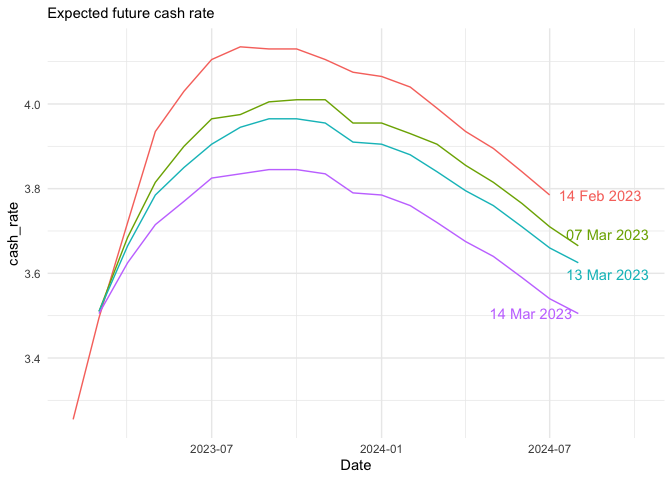 Expected future cash rate
4.0
3.8
3.6
3.4
cash_rate
14 Feb 2023
07 Mar 2023
13 Mar 2023
14 Mar 2023
2023-07
2024-01
2024-07
Date